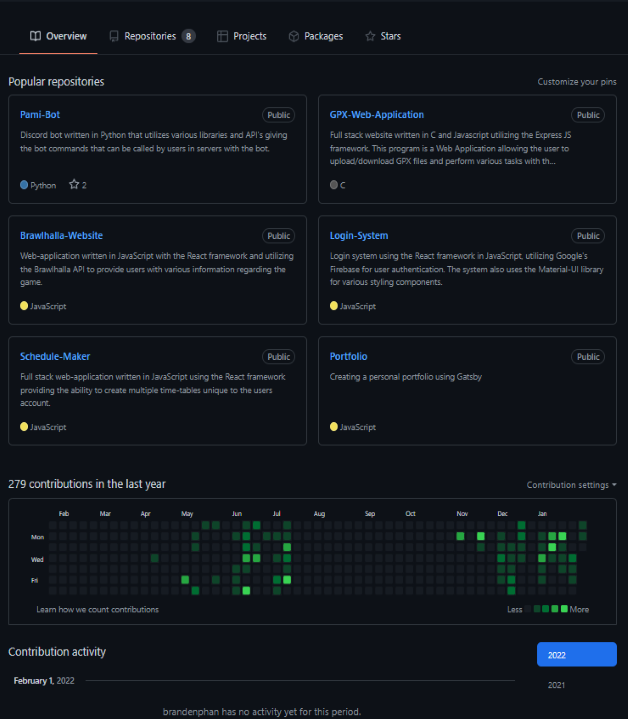 Overview Repositories 8 Projects Packages Stars
Popular repositories Customize your pins
Pami-Bot Public
Discord bot written in Python that utilizes various libraries and API's giving
the bot commands that can be called by users in servers with the bot.
Python 2
GPX-Web-Application Public
Full stack website written in C and Javascript utilizing the Express JS
framework. This program is a Web Application allowing the user to
upload/download GPX files and perform various tasks with th...
C
Brawlhalla-Website Public
Web-application written in JavaScript with the React framework and utilizing
the Brawlhalla API to provide users with various information regarding the
game.
JavaScript
Login-System Public
Login system using the React framework in JavaScript, utilizing Google's
Firebase for user authentication. The system also uses the Material-UI library
for various styling components.
JavaScript
Schedule-Maker Public
Full stack web-application written in JavaScript using the React framework
providing the ability to create multiple time-tables unique to the users
account.
JavaScript
Portfolio Public
Creating a personal portfolio using Gatsby
JavaScript
279 contributions in the last year Contribution settings
Feb Mar Apr May Jun Jul Aug Sep Oct Nov Dec Jan
Mon
Wed
Fri
Learn how we count contributions Less More
Contribution activity 2022
February 1, 2022 2021
brandenphan has no activity yet for this period.